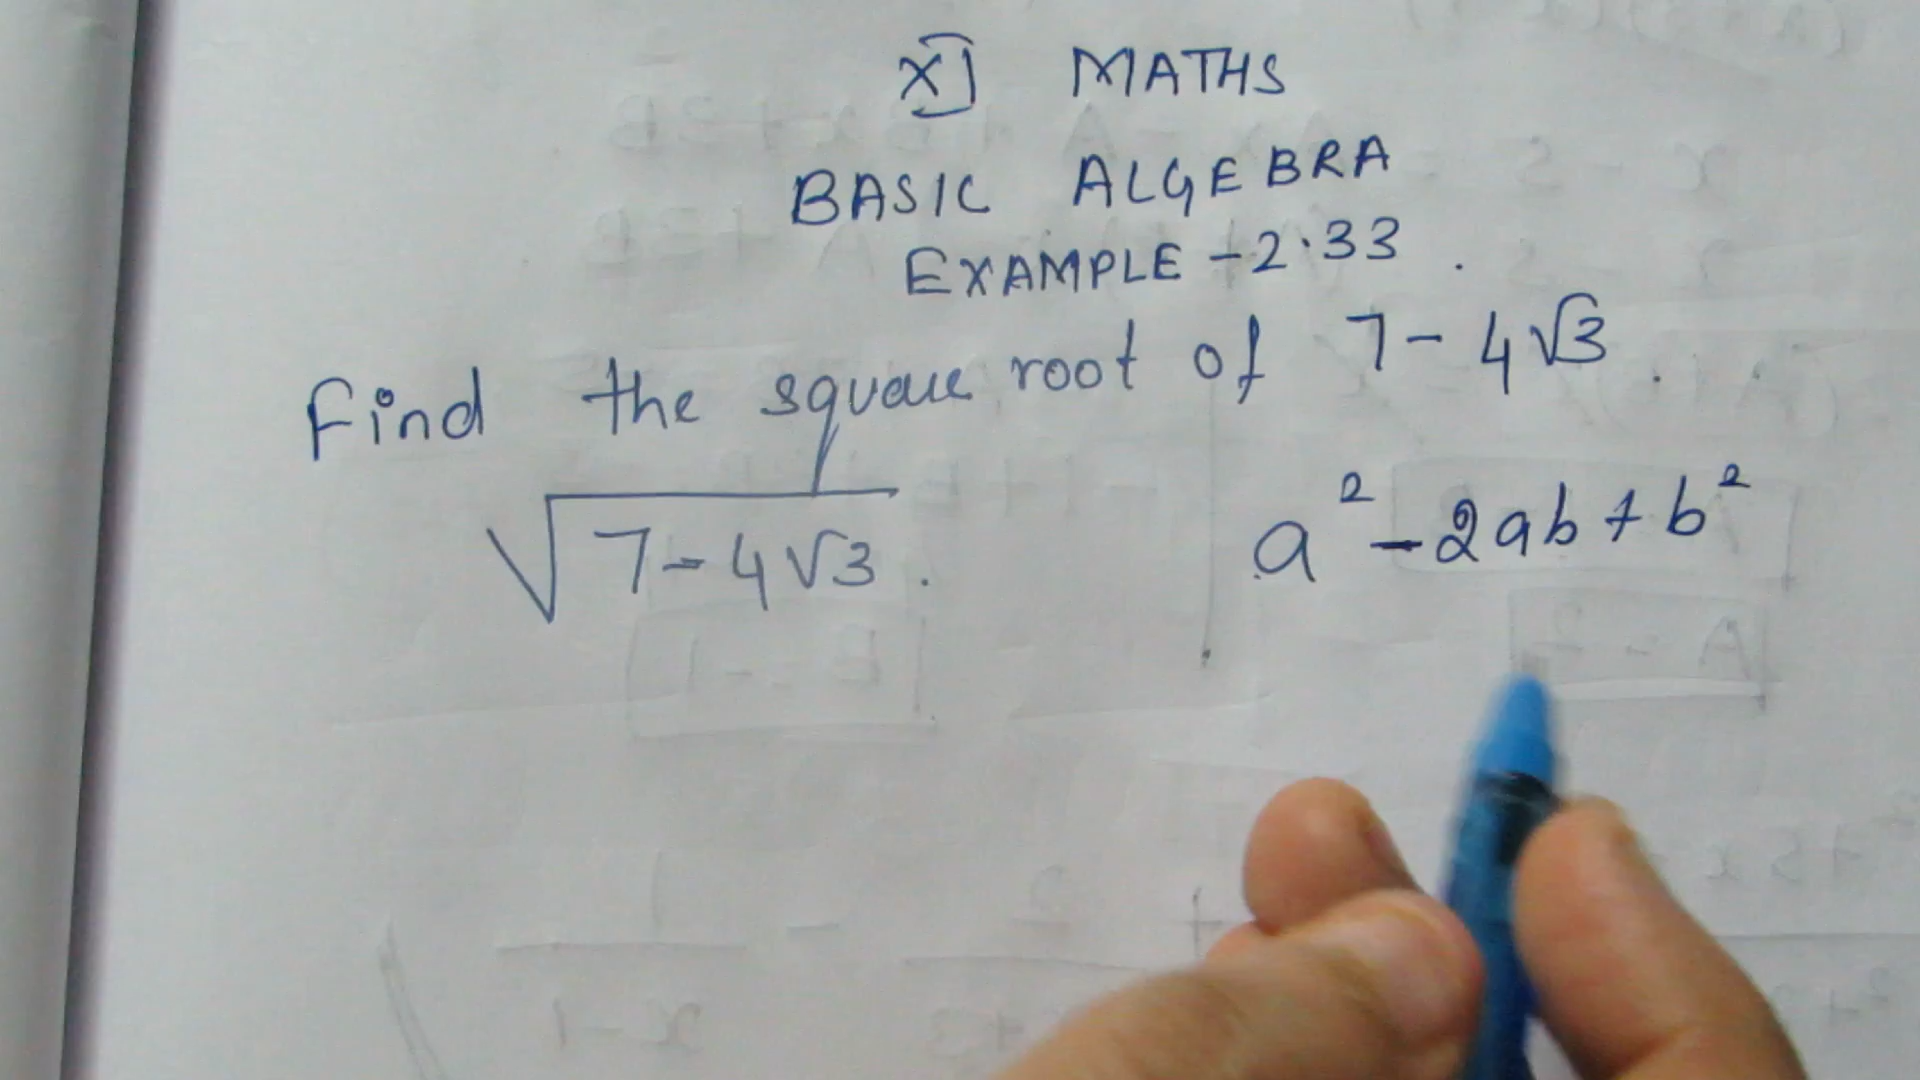 XI MATHS
BASIC ALGEBRA
EXAMPLE - 2.33.
Find the square root of 7 - 4√3.
√(7 - 4√3).
a² - 2ab + b²